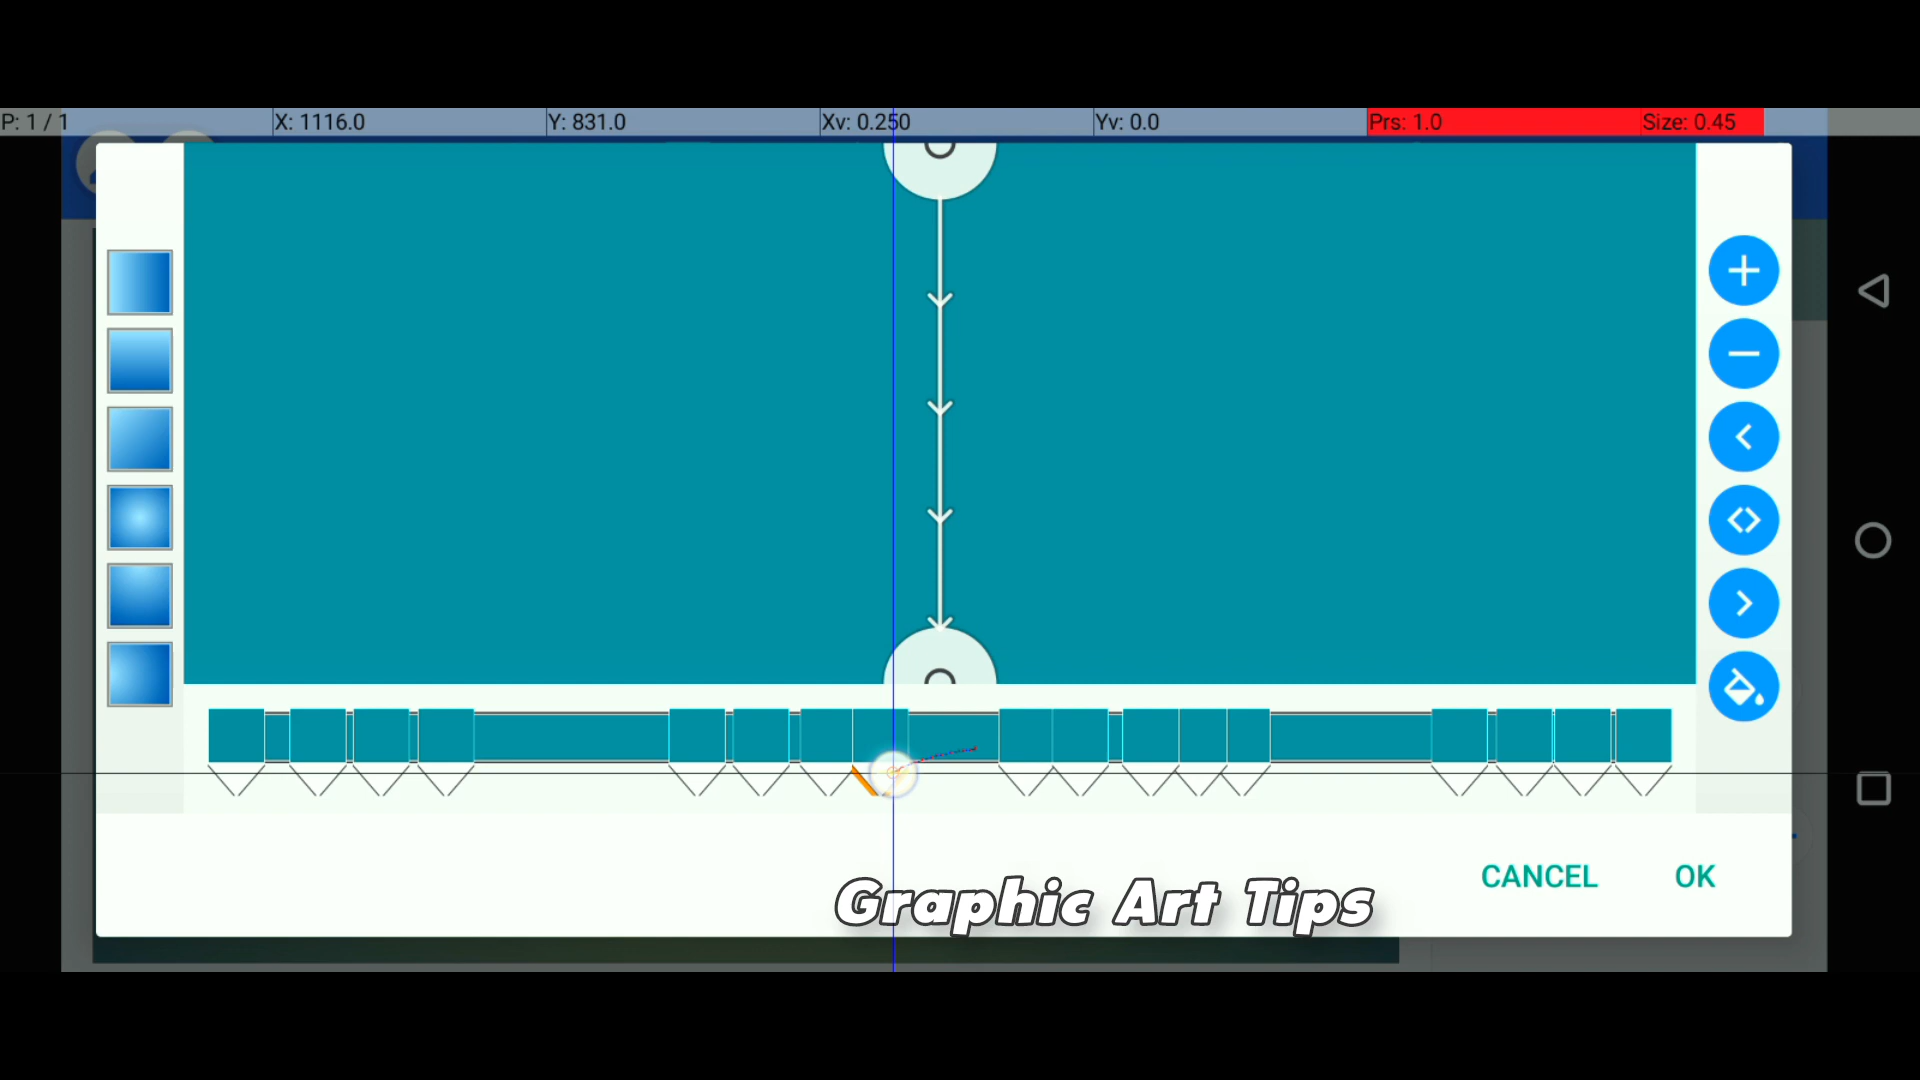 P: 1 / 1 X: 1116.0 Y: 831.0 Xv: 0.250 Yv: 0.0 Prs: 1.0 Size: 0.45
CANCEL OK
Graphic Art Tips